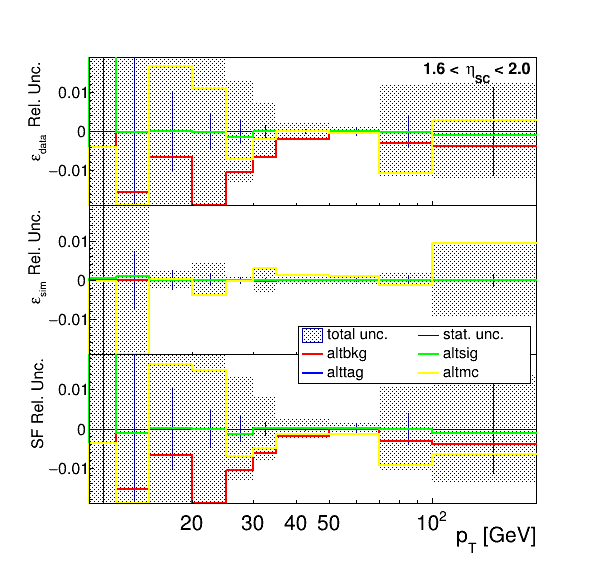 1.6 < η_SC < 2.0
ε_data Rel. Unc.
0.01
0
−0.01
ε_sim Rel. Unc.
0.01
0
−0.01
total unc. stat. unc.
altbkg altsig
alttag altmc
SF Rel. Unc.
0.01
0
−0.01
20 30 40 50 10²
p_T [GeV]